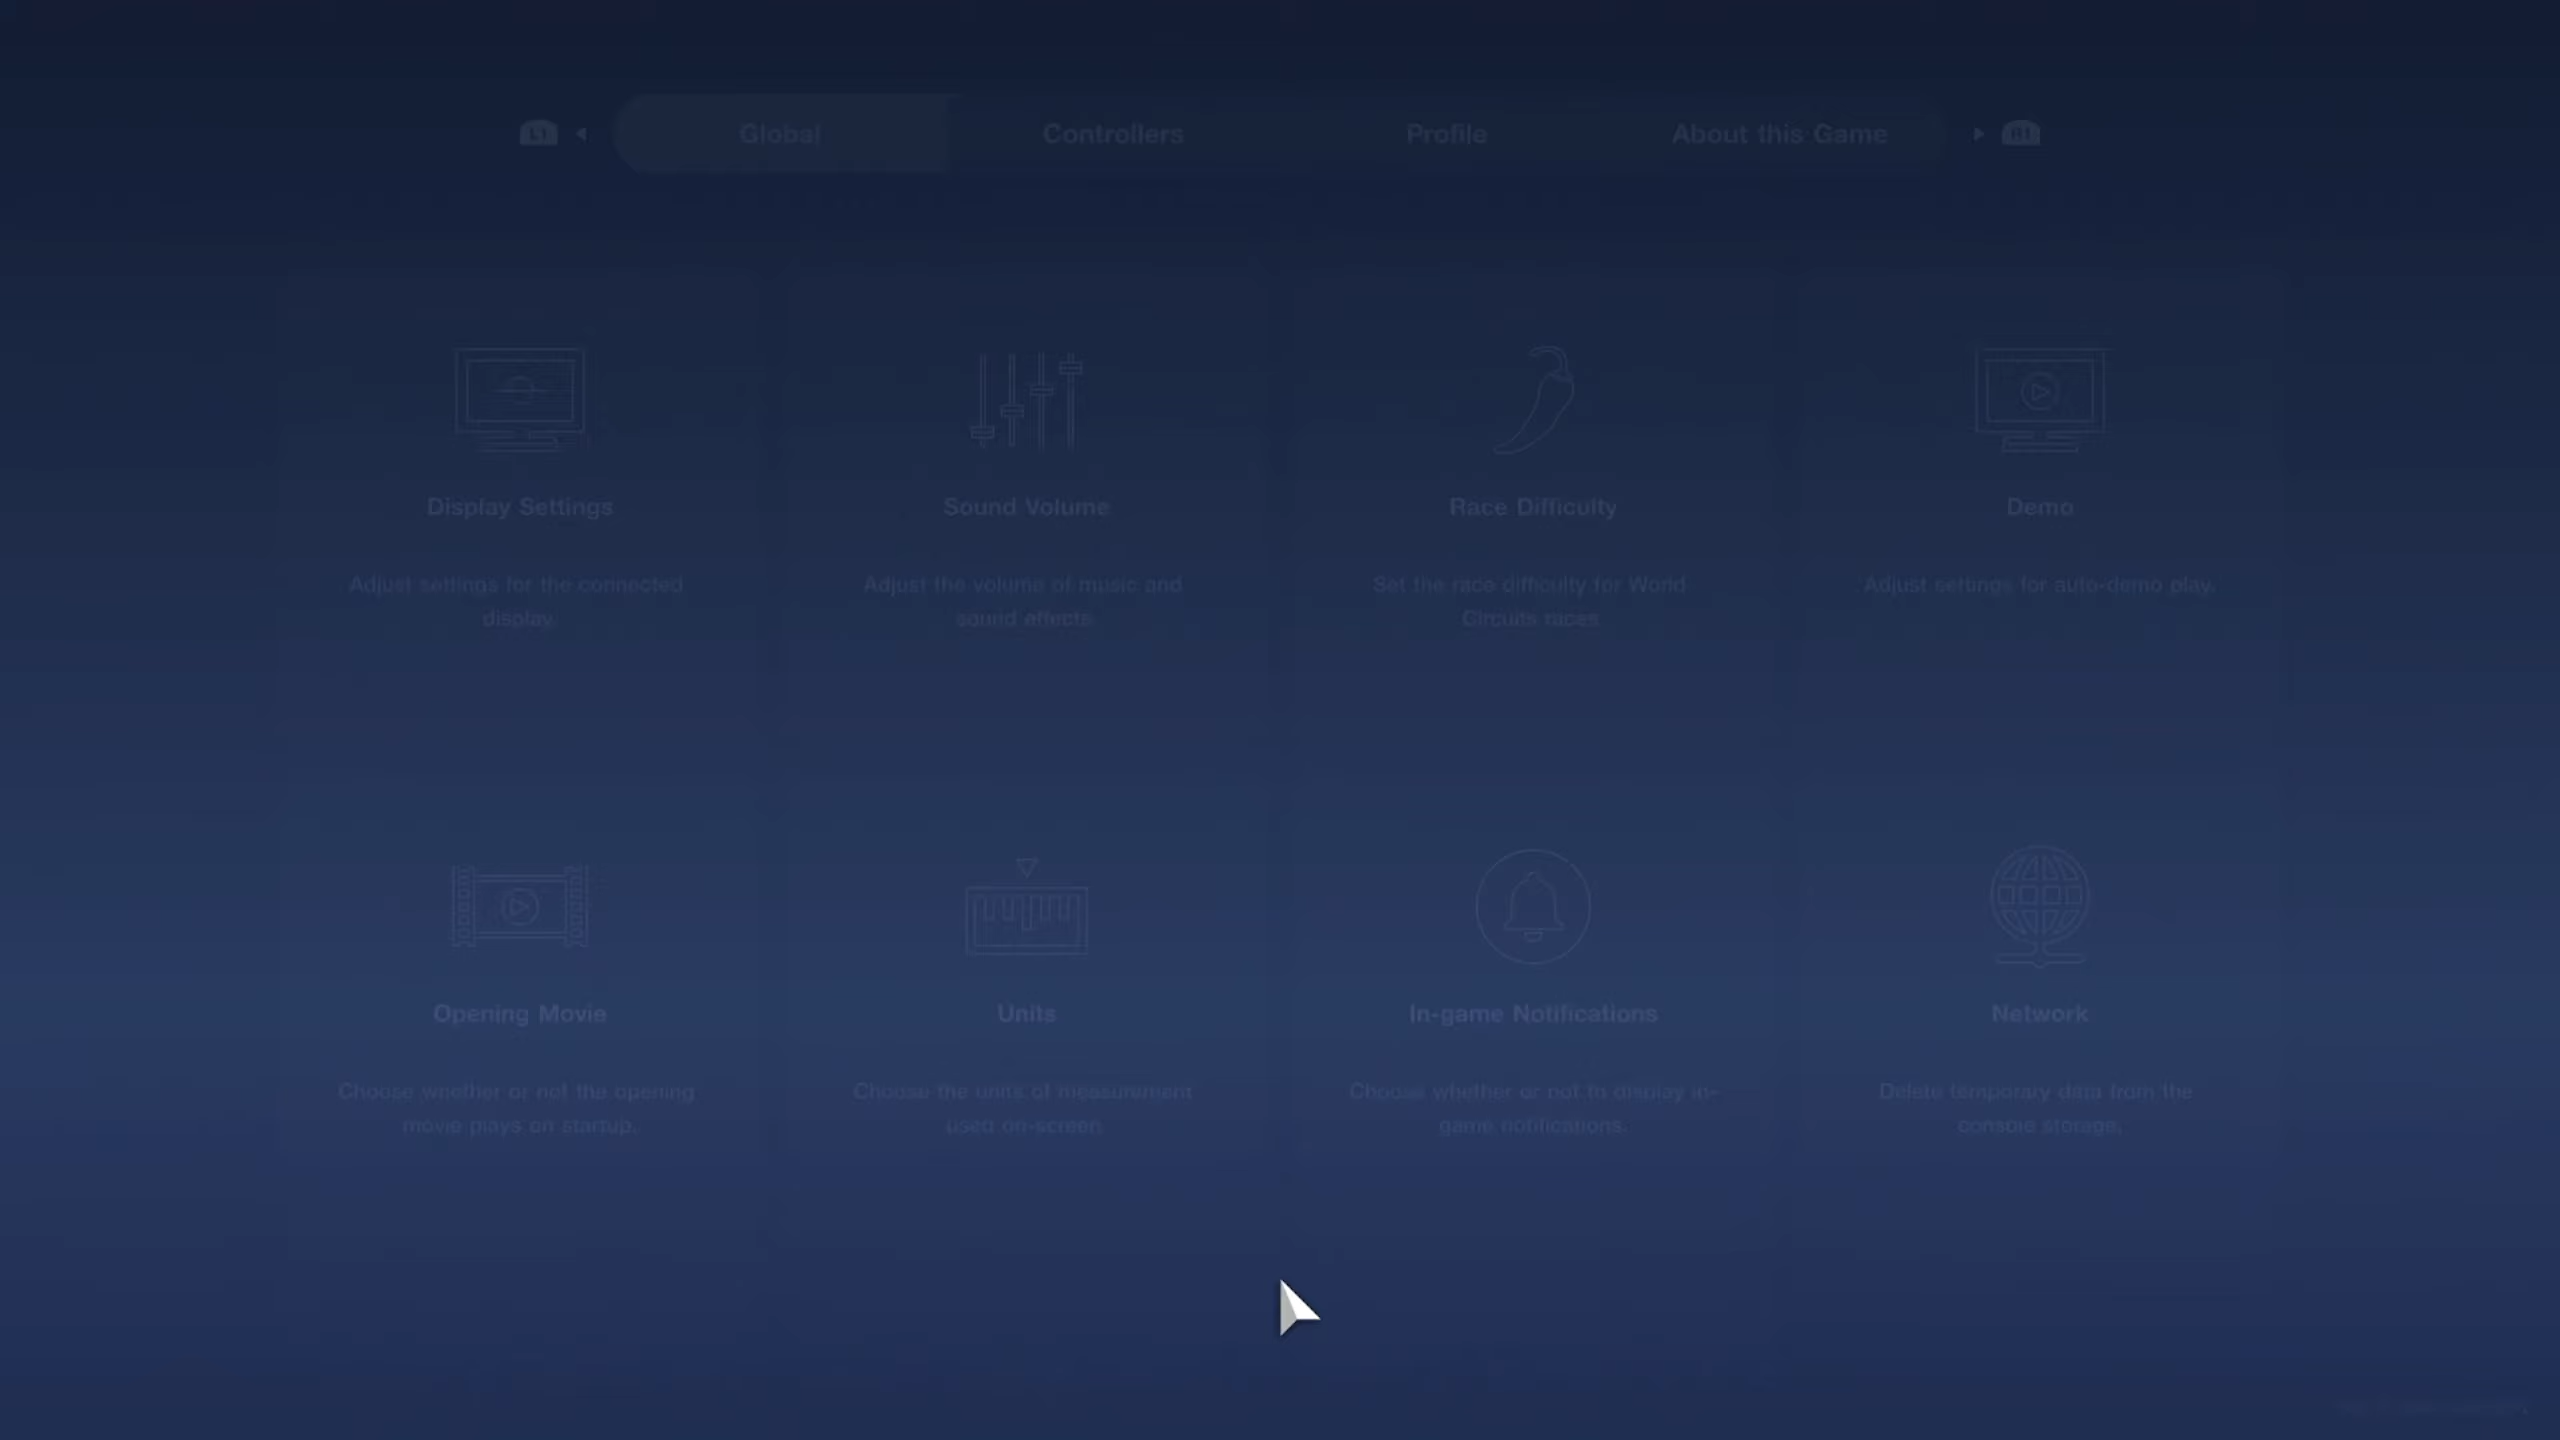 L1 Global Controllers Profile About this Game R1
Display Settings
Adjust settings for the connected
display.
Sound Volume
Adjust the volume of music and
sound effects.
Race Difficulty
Set the race difficulty for World
Circuits races.
Demo
Adjust settings for auto-demo play.
Opening Movie
Choose whether or not the opening
movie plays on startup.
Units
Choose the units of measurement
used on-screen.
In-game Notifications
Choose whether or not to display in-
game notifications.
Network
Delete temporary data from the
console storage.